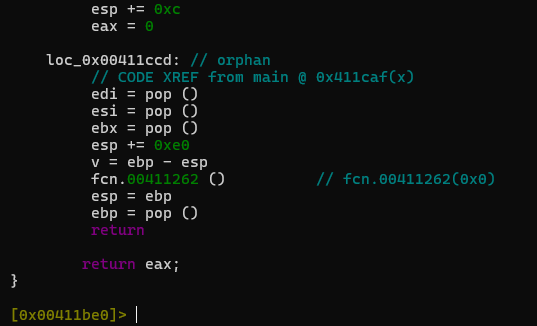 esp += 0xc
eax = 0
loc_0x00411ccd: // orphan
// CODE XREF from main @ 0x411caf(x)
edi = pop ()
esi = pop ()
ebx = pop ()
esp += 0xe0
v = ebp - esp
fcn.00411262 () // fcn.00411262(0x0)
esp = ebp
ebp = pop ()
return
return eax;
}
[0x00411be0]>